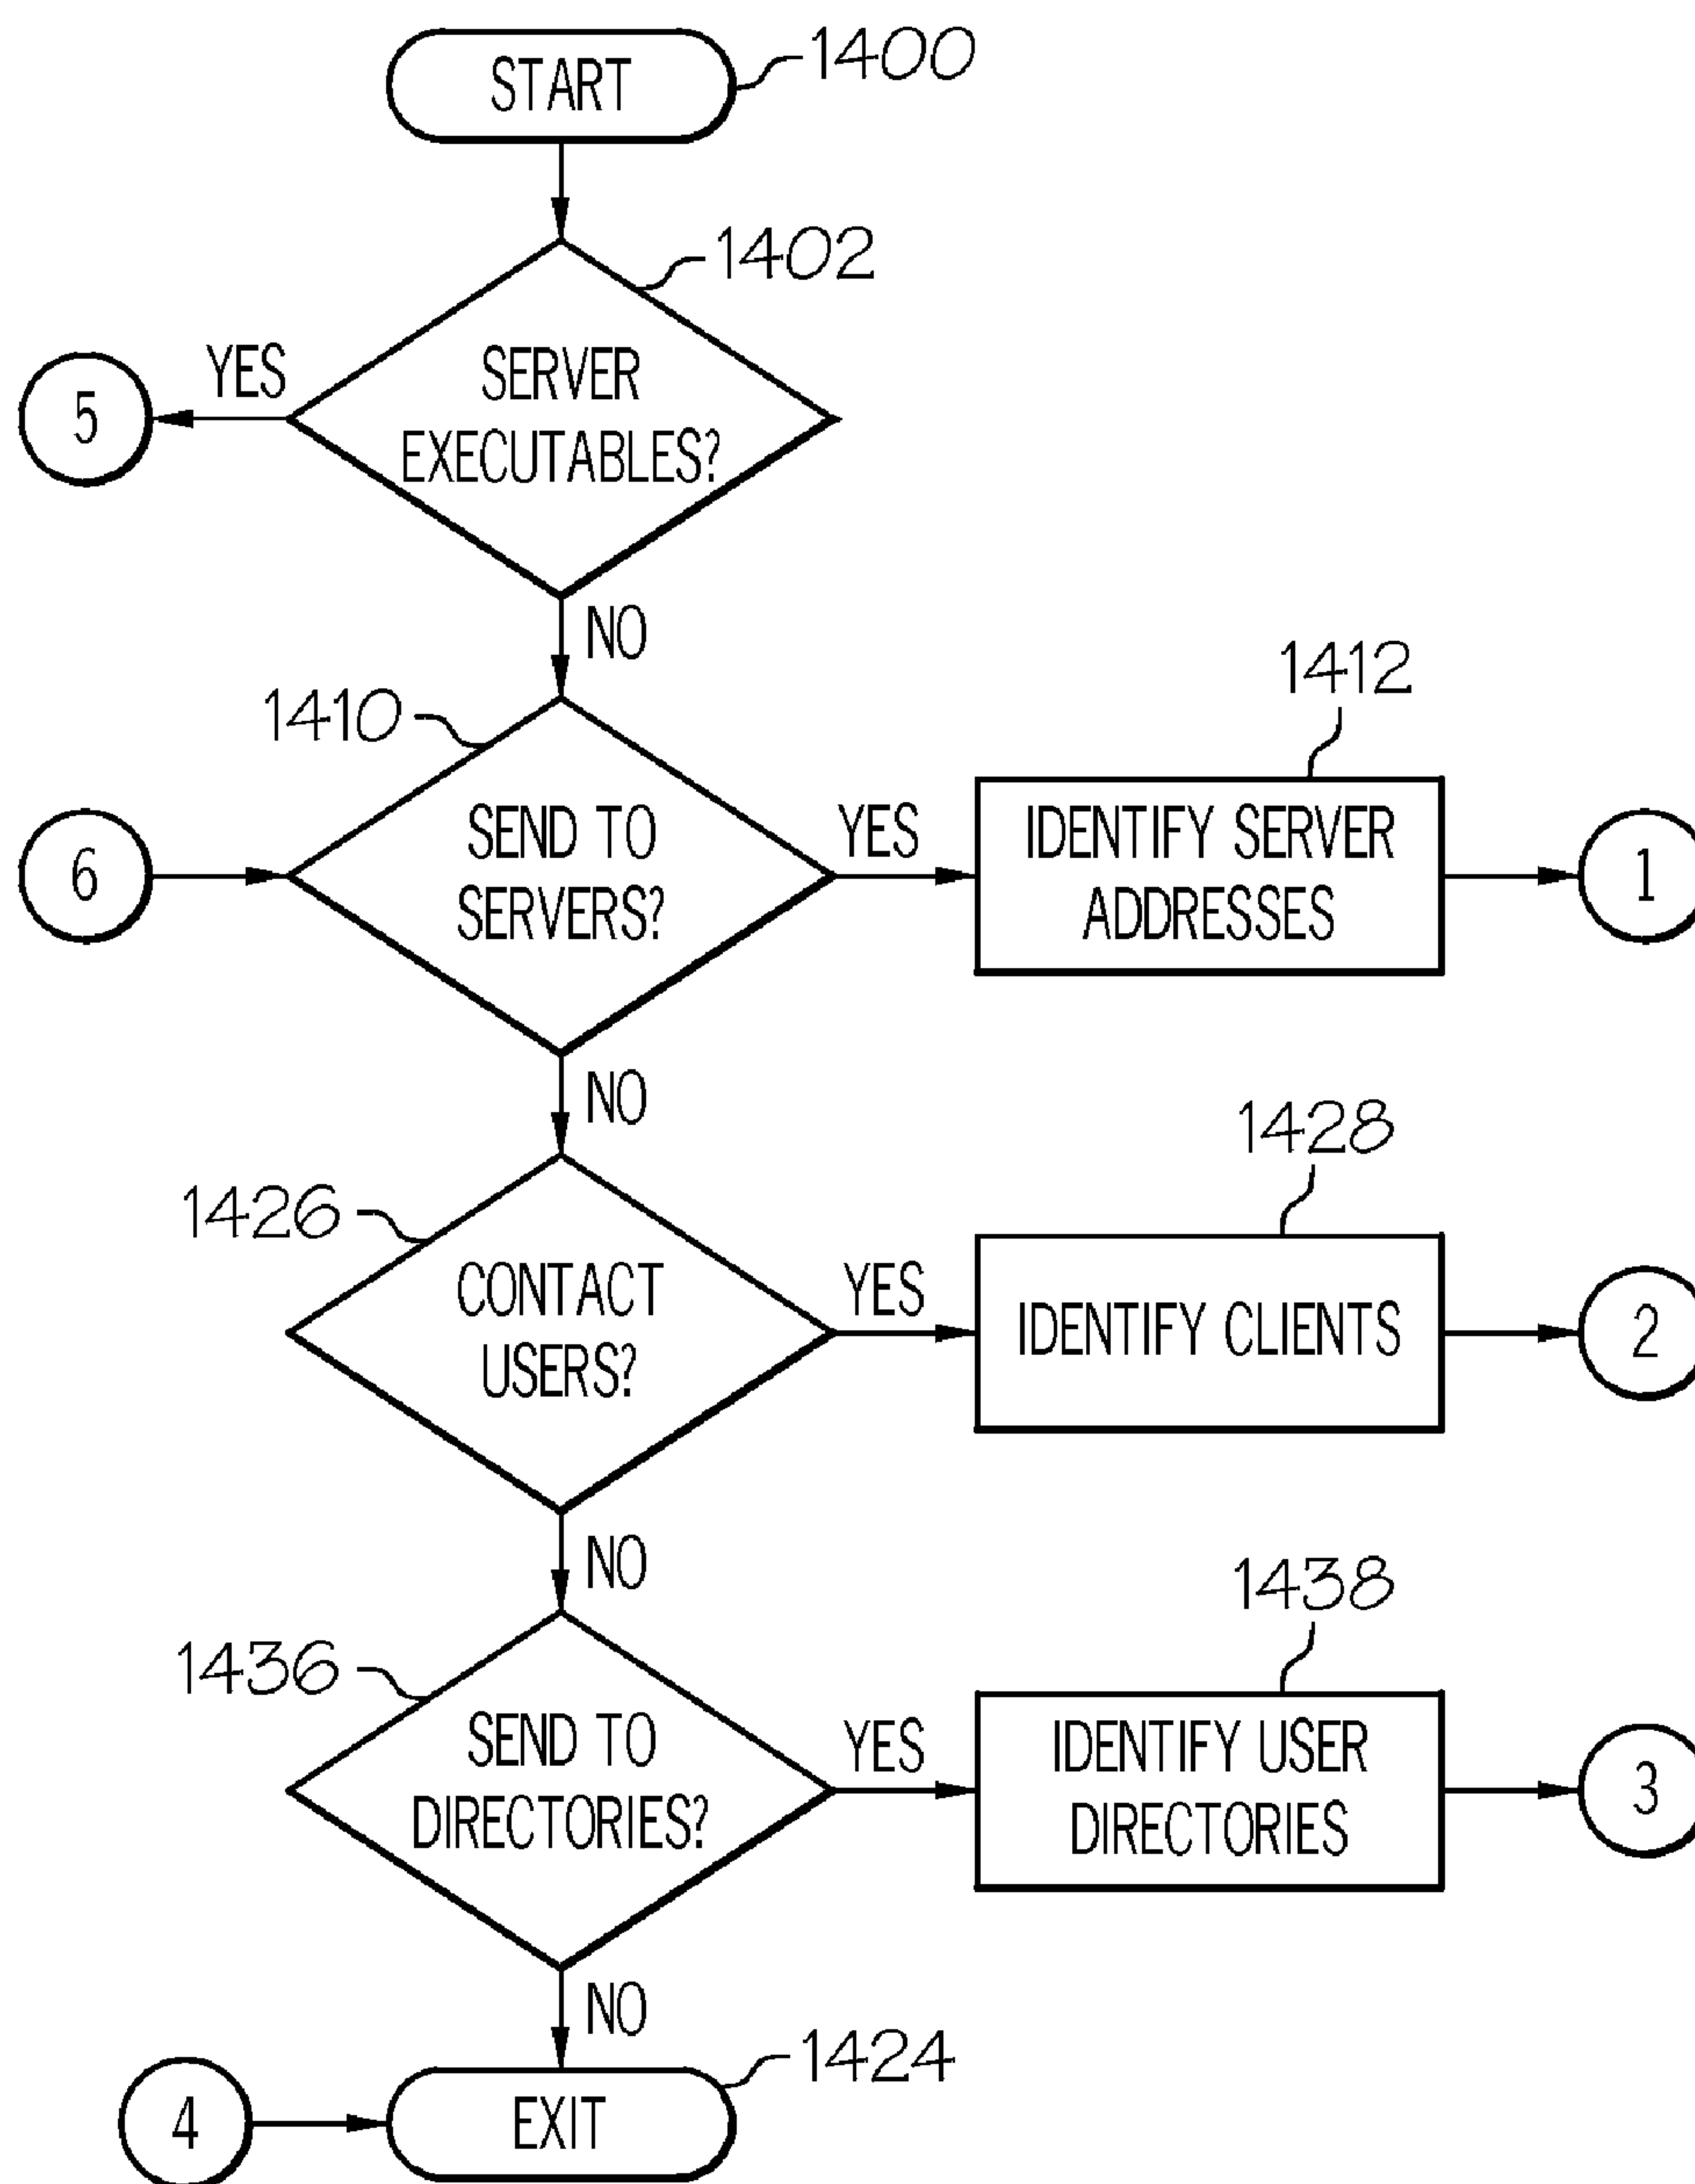 START
1400
1402
SERVER
EXECUTABLES?
YES
5
NO
1410
1412
6
SEND TO
SERVERS?
YES
IDENTIFY SERVER
ADDRESSES
1
NO
1426
1428
CONTACT
USERS?
YES
IDENTIFY CLIENTS
2
NO
1436
1438
SEND TO
DIRECTORIES?
YES
IDENTIFY USER
DIRECTORIES
3
NO
1424
4
EXIT